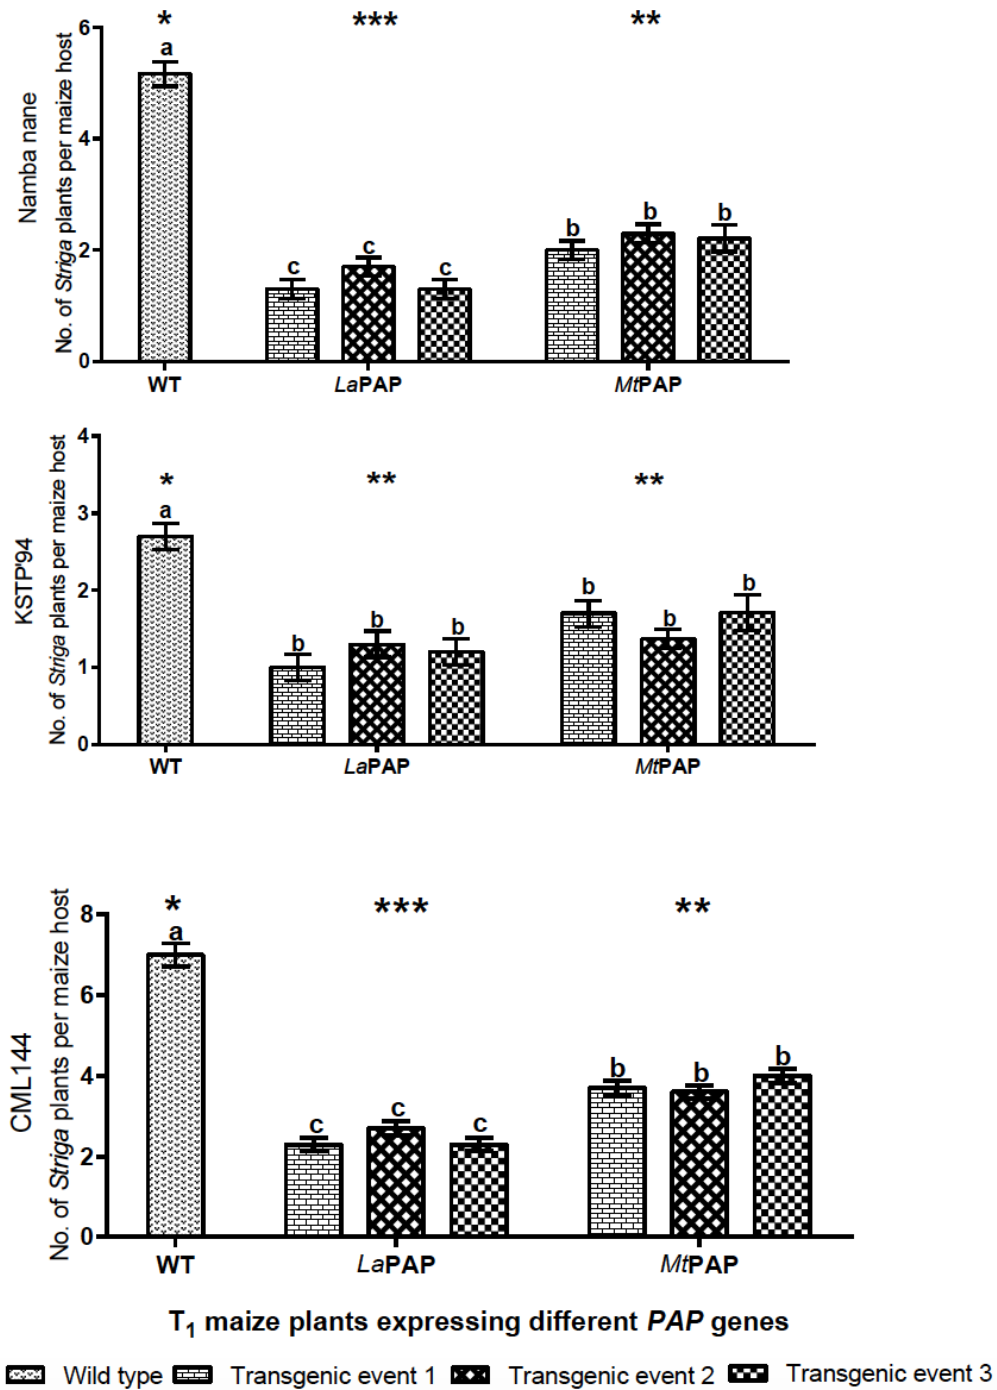 * *** **
6
a
4
c c c
b b b
2
0
WT LaPAP MtPAP
Namba nane
No. of Striga plants per maize host
4
* ** **
a
3
b b b
b b b
2
1
0
WT LaPAP MtPAP
KSTP'94
No. of Striga plants per maize host
* *** **
8
a
6
4
b b b
c c c
2
0
WT LaPAP MtPAP
CML144
No. of Striga plants per maize host
T1 maize plants expressing different PAP genes
Wild type Transgenic event 1 Transgenic event 2 Transgenic event 3